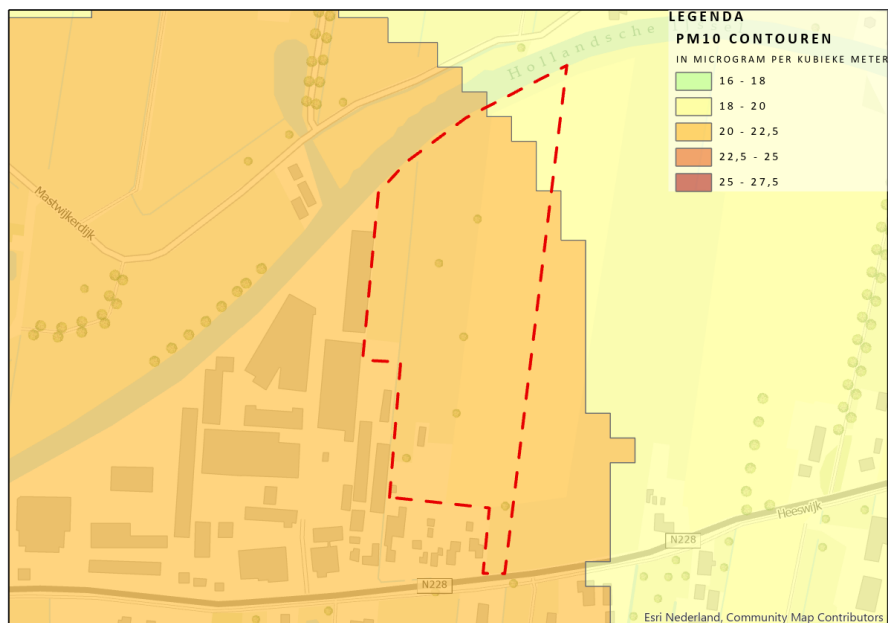 LEGENDA
PM10 CONTOUREN
IN MICROGRAM PER KUBIEKE METER
16 - 18
18 - 20
20 - 22,5
22,5 - 25
25 - 27,5
Hollandsche
Mastwijkerdijk
Heeswijk
N228
N228
Esri Nederland, Community Map Contributors